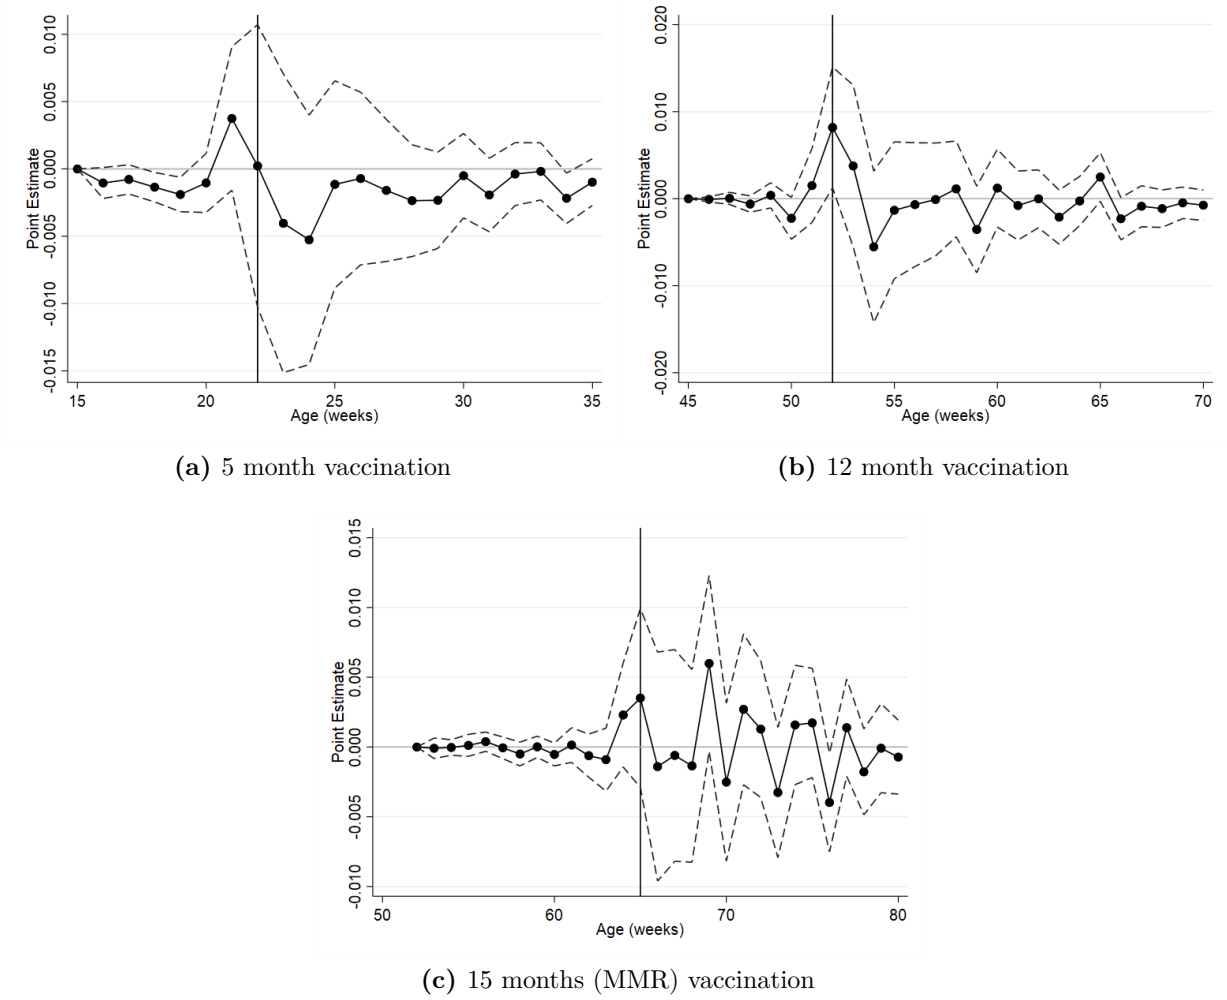 0.010
0.005
0.000
-0.005
-0.010
-0.015
Point Estimate
15 20 25 30 35
Age (weeks)
(a) 5 month vaccination
0.020
0.010
0.000
-0.010
-0.020
Point Estimate
45 50 55 60 65 70
Age (weeks)
(b) 12 month vaccination
0.015
0.010
0.005
0.000
-0.005
-0.010
Point Estimate
50 60 70 80
Age (weeks)
(c) 15 months (MMR) vaccination